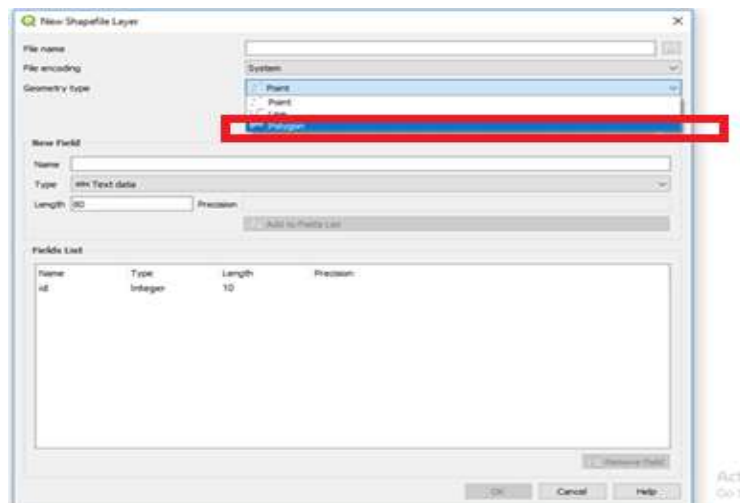 New Shapefile Layer
File name
File encoding System
Geometry type Point
Point
Line
Polygon
New Field
Name
Type abc Text data
Length 80 Precision
Add to Fields List
Fields List
Name Type Length Precision
id Integer 10
Remove Field
OK Cancel Help